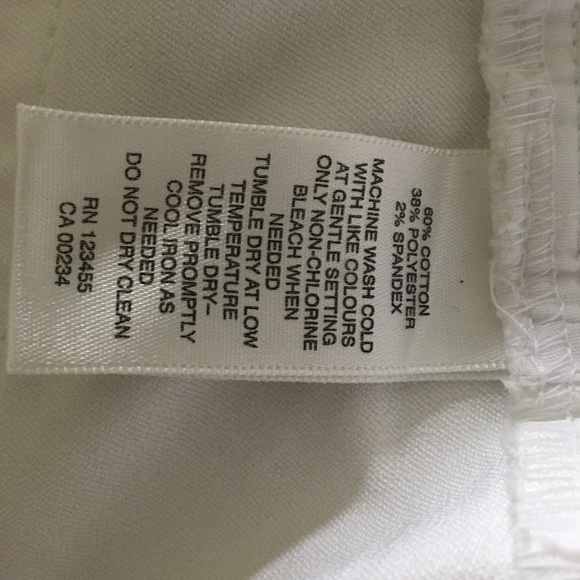 60% COTTON
38% POLYESTER
2% SPANDEX
MACHINE WASH COLD
WITH LIKE COLOURS
AT GENTLE SETTING
ONLY NON-CHLORINE
BLEACH WHEN
NEEDED
TUMBLE DRY AT LOW
TEMPERATURE
TUMBLE DRY–
REMOVE PROMPTLY
COOL IRON AS
NEEDED
DO NOT DRY CLEAN
RN 123455
CA 00234